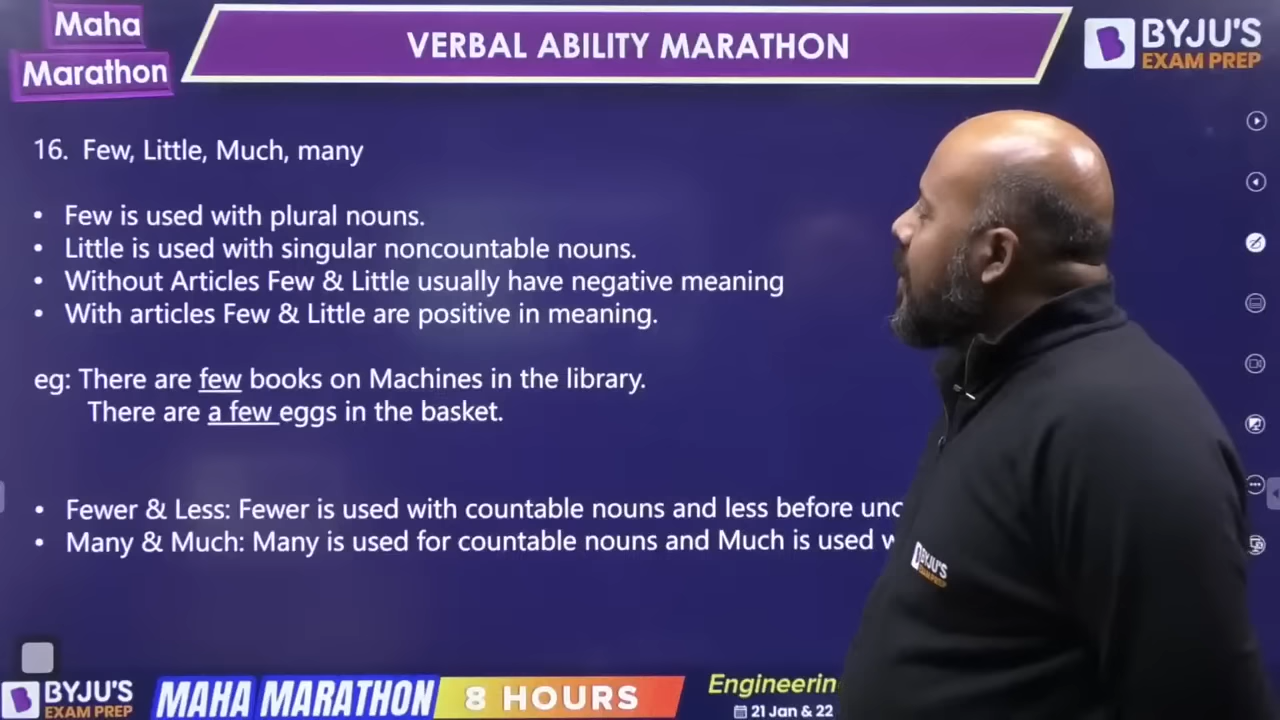 Maha
Marathon
VERBAL ABILITY MARATHON
BYJU'S
EXAM PREP
16. Few, Little, Much, many
• Few is used with plural nouns.
• Little is used with singular noncountable nouns.
• Without Articles Few & Little usually have negative meaning
• With articles Few & Little are positive in meaning.
eg: There are few books on Machines in the library.
There are a few eggs in the basket.
• Fewer & Less: Fewer is used with countable nouns and less before
• Many & Much: Many is used for countable nouns and Much is used
BYJU'S
EXAM PREP
BYJU'S
EXAM PREP
MAHA MARATHON
8 HOURS
21 Jan & 22